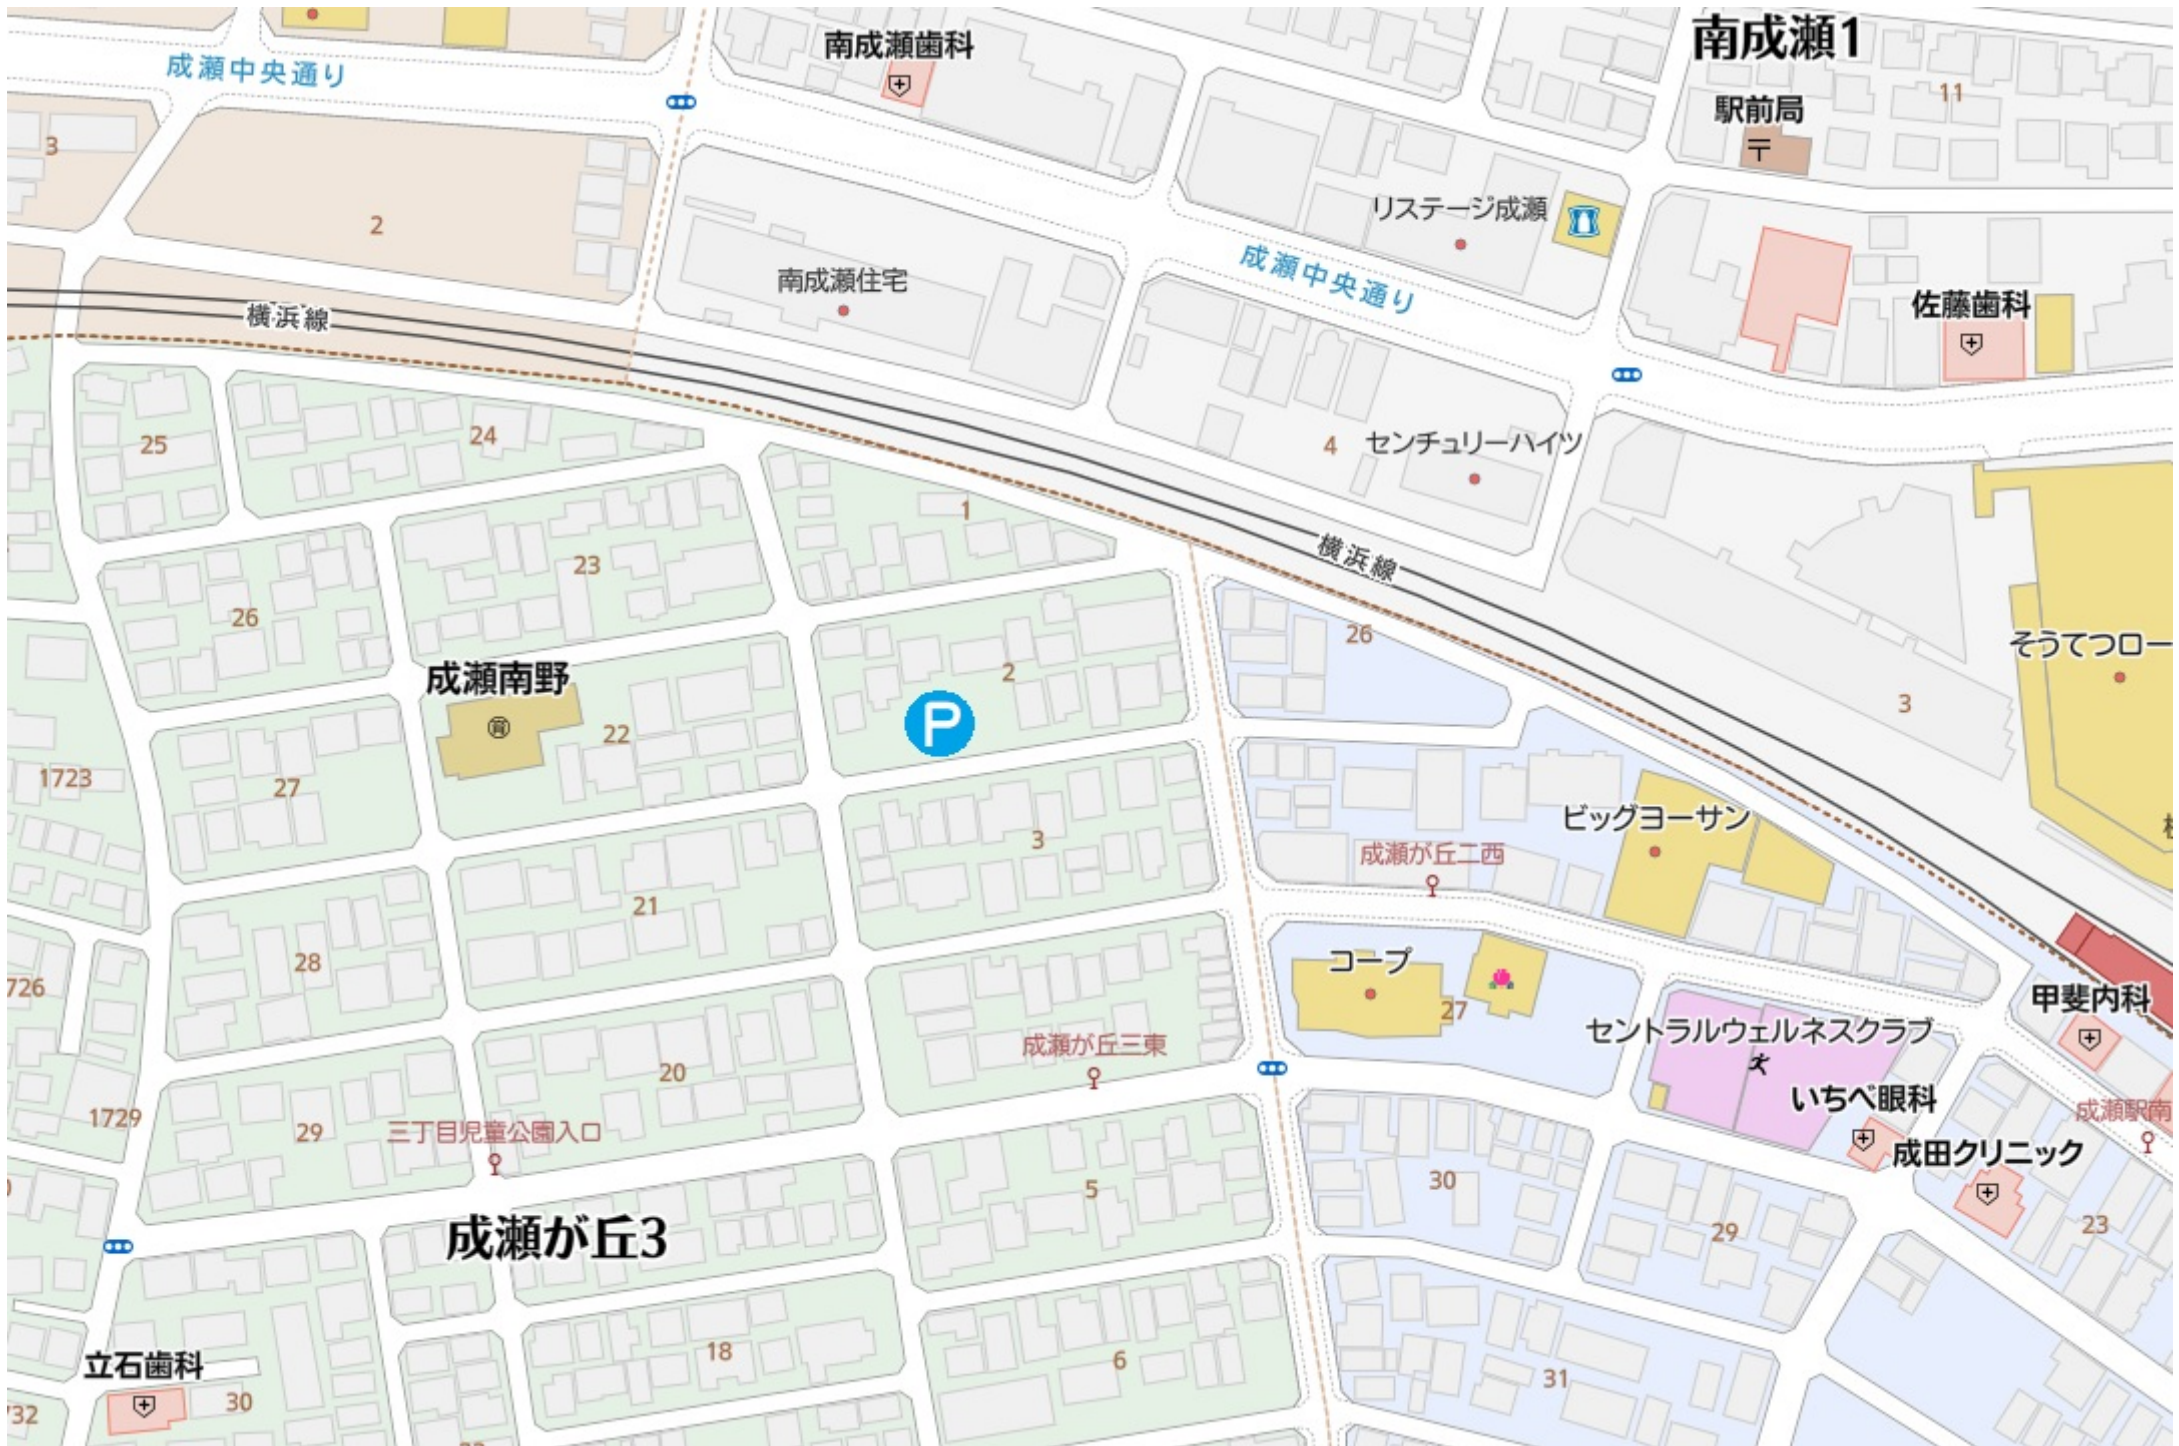 南成瀬歯科
南成瀬1
成瀬中央通り
11
駅前局
3
2
リステージ成瀬
成瀬中央通り
南成瀬住宅
佐藤歯科
横浜線
25
24
4
センチュリーハイツ
1
横浜線
23
26
26
そうてつロー
成瀬南野
2
3
22
P
1723
27
ビッグヨーサン
3
成瀬が丘二西
21
28
コープ
726
27
甲斐内科
セントラルウェルネスクラブ
成瀬が丘三東
20
いちべ眼科
1729
29
三丁目児童公園入口
成瀬駅南
成田クリニック
5
30
成瀬が丘3
29
23
18
6
立石歯科
31
30
732